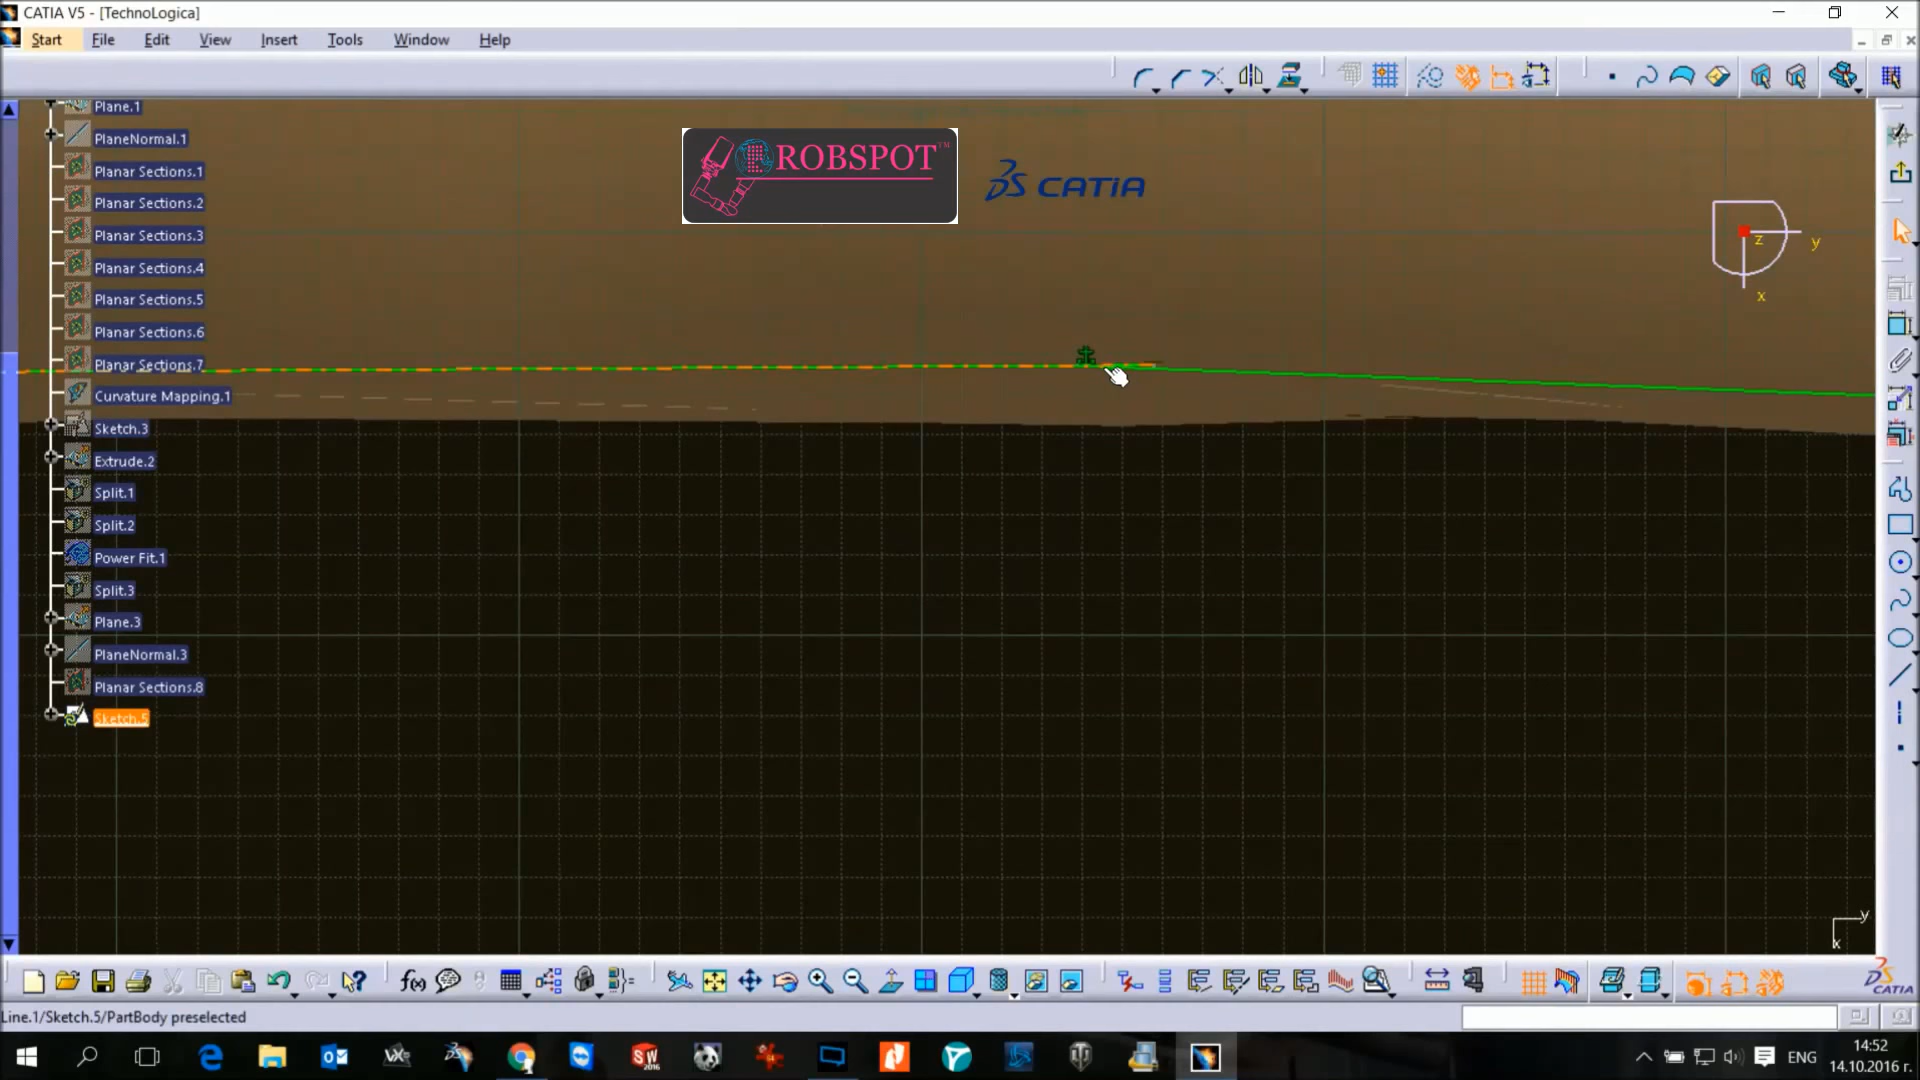 CATIA V5 - [TechnoLogica]
Start File Edit View Insert Tools Window Help
Plane.1
PlaneNormal.1
Planar Sections.1
Planar Sections.2
Planar Sections.3
Planar Sections.4
Planar Sections.5
Planar Sections.6
Planar Sections.7
Curvature Mapping.1
Sketch.3
Extrude.2
Split.1
Split.2
Power Fit.1
Split.3
Plane.3
PlaneNormal.3
Planar Sections.8
Sketch.5
ROBSPOT™
CATIA
z
y
x
y
x
f(x)
CATIA
Line.1/Sketch.5/PartBody preselected
SW
2016
ENG
14:52
14.10.2016 г.